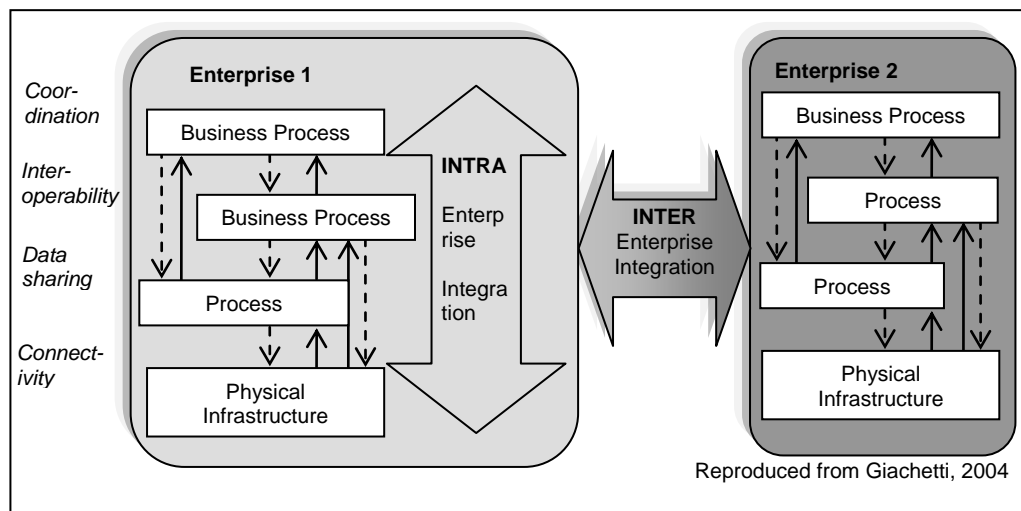 Coor-
dination
Inter-
operability
Data
sharing
Connect-
ivity
Enterprise 1
Business Process
Business Process
Process
Physical
Infrastructure
INTRA
Enterp
rise
Integra
tion
INTER
Enterprise
Integration
Enterprise 2
Business Process
Process
Process
Physical
Infrastructure
Reproduced from Giachetti, 2004